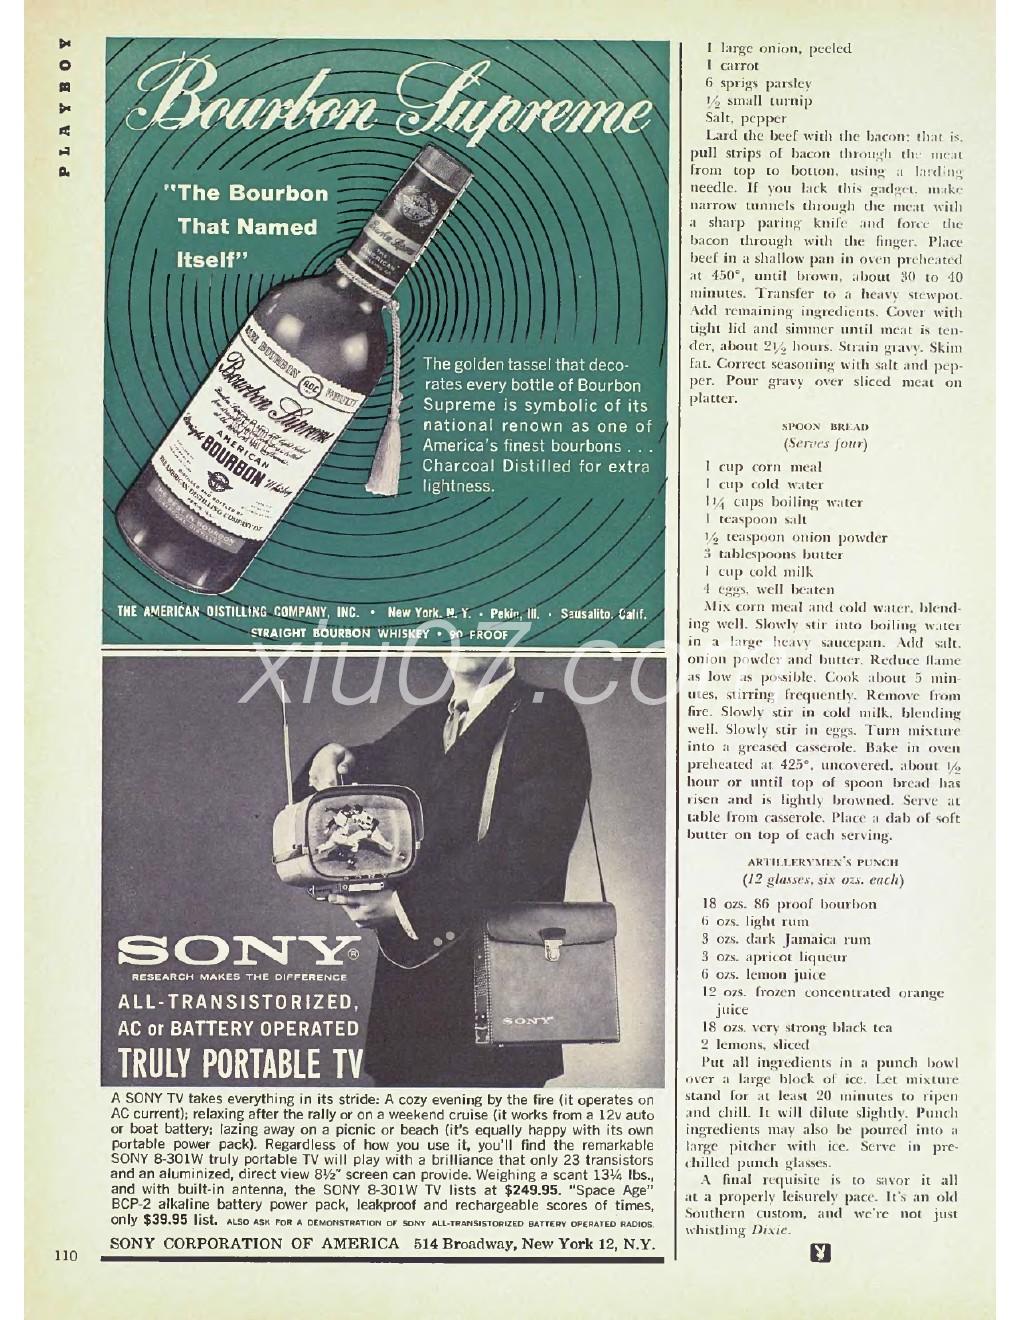 PLAYBOY
Bourbon Supreme
"The Bourbon
That Named
Itself"
Bourbon Supreme
AMERICAN
BOURBON
Whiskey
The golden tassel that deco-
rates every bottle of Bourbon
Supreme is symbolic of its
national renown as one of
America's finest bourbons . . .
Charcoal Distilled for extra
lightness.
THE AMERICAN DISTILLING COMPANY, INC. • New York, N. Y. • Pekin, Ill. • Sausalito, Calif.
STRAIGHT BOURBON WHISKEY • 90 PROOF
xiu07.com
SONY
SONY®
RESEARCH MAKES THE DIFFERENCE
ALL-TRANSISTORIZED,
AC or BATTERY OPERATED
TRULY PORTABLE TV
A SONY TV takes everything in its stride: A cozy evening by the fire (it operates on
AC current); relaxing after the rally or on a weekend cruise (it works from a 12v auto
or boat battery; lazing away on a picnic or beach (it's equally happy with its own
portable power pack). Regardless of how you use it, you'll find the remarkable
SONY 8-301W truly portable TV will play with a brilliance that only 23 transistors
and an aluminized, direct view 8½" screen can provide. Weighing a scant 13¼ lbs.,
and with built-in antenna, the SONY 8-301W TV lists at $249.95. "Space Age"
BCP-2 alkaline battery power pack, leakproof and rechargeable scores of times,
only $39.95 list. ALSO ASK FOR A DEMONSTRATION OF SONY ALL-TRANSISTORIZED BATTERY OPERATED RADIOS.
SONY CORPORATION OF AMERICA 514 Broadway, New York 12, N.Y.
110
1 large onion, peeled
1 carrot
6 sprigs parsley
½ small turnip
Salt, pepper
Lard the beef with the bacon; that is,
pull strips of bacon through the meat
from top to botton, using a larding
needle. If you lack this gadget, make
narrow tunnels through the meat with
a sharp paring knife and force the
bacon through with the finger. Place
beef in a shallow pan in oven preheated
at 450°, until brown, about 30 to 40
minutes. Transfer to a heavy stewpot.
Add remaining ingredients. Cover with
tight lid and simmer until meat is ten-
der, about 2½ hours. Strain gravy. Skim
fat. Correct seasoning with salt and pep-
per. Pour gravy over sliced meat on
platter.
SPOON BREAD
(Serves four)
1 cup corn meal
1 cup cold water
1¼ cups boiling water
1 teaspoon salt
½ teaspoon onion powder
3 tablespoons butter
1 cup cold milk
4 eggs, well beaten
Mix corn meal and cold water, blend-
ing well. Slowly stir into boiling water
in a large heavy saucepan. Add salt,
onion powder and butter. Reduce flame
as low as possible. Cook about 5 min-
utes, stirring frequently. Remove from
fire. Slowly stir in cold milk, blending
well. Slowly stir in eggs. Turn mixture
into a greased casserole. Bake in oven
preheated at 425°, uncovered, about ½
hour or until top of spoon bread has
risen and is lightly browned. Serve at
table from casserole. Place a dab of soft
butter on top of each serving.
ARTILLERYMEN'S PUNCH
(12 glasses, six ozs. each)
18 ozs. 86 proof bourbon
6 ozs. light rum
3 ozs. dark Jamaica rum
3 ozs. apricot liqueur
6 ozs. lemon juice
12 ozs. frozen concentrated orange
juice
18 ozs. very strong black tea
2 lemons, sliced
Put all ingredients in a punch bowl
over a large block of ice. Let mixture
stand for at least 20 minutes to ripen
and chill. It will dilute slightly. Punch
ingredients may also be poured into a
large pitcher with ice. Serve in pre-
chilled punch glasses.
A final requisite is to savor it all
at a properly leisurely pace. It's an old
Southern custom, and we're not just
whistling Dixie.